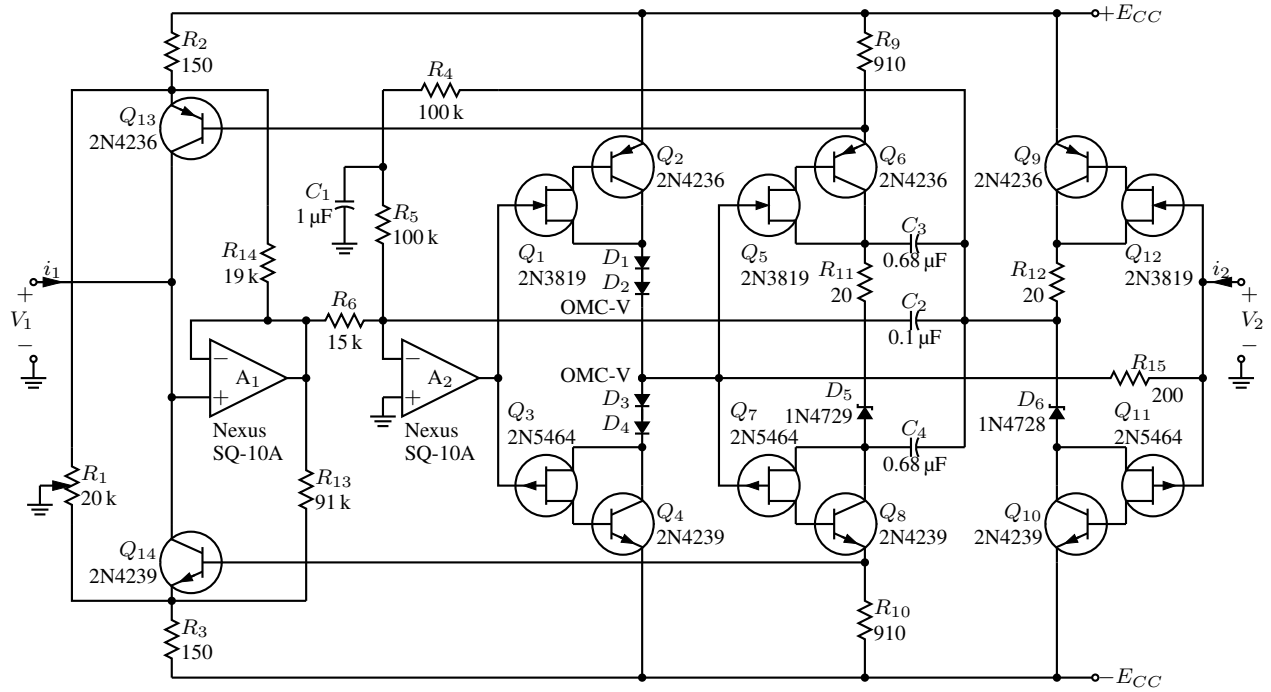 +E_CC
R_2
150
R_9
910
R_4
100 k
Q_13
2N4236
Q_2
2N4236
Q_6
2N4236
Q_9
2N4236
C_1
1 µF
R_5
100 k
C_3
0.68 µF
Q_1
2N3819
Q_5
2N3819
Q_12
2N3819
R_14
19 k
D_1
D_2
OMC-V
R_11
20
R_12
20
i_1
+
V_1
−
i_2
+
V_2
−
R_6
15 k
C_2
0.1 µF
−
A_1
+
Nexus
SQ-10A
−
A_2
+
Nexus
SQ-10A
OMC-V
D_3
D_4
R_15
200
D_5
1N4729
D_6
1N4728
Q_3
2N5464
Q_7
2N5464
Q_11
2N5464
C_4
0.68 µF
R_1
20 k
R_13
91 k
Q_14
2N4239
Q_4
2N4239
Q_8
2N4239
Q_10
2N4239
R_3
150
R_10
910
−E_CC